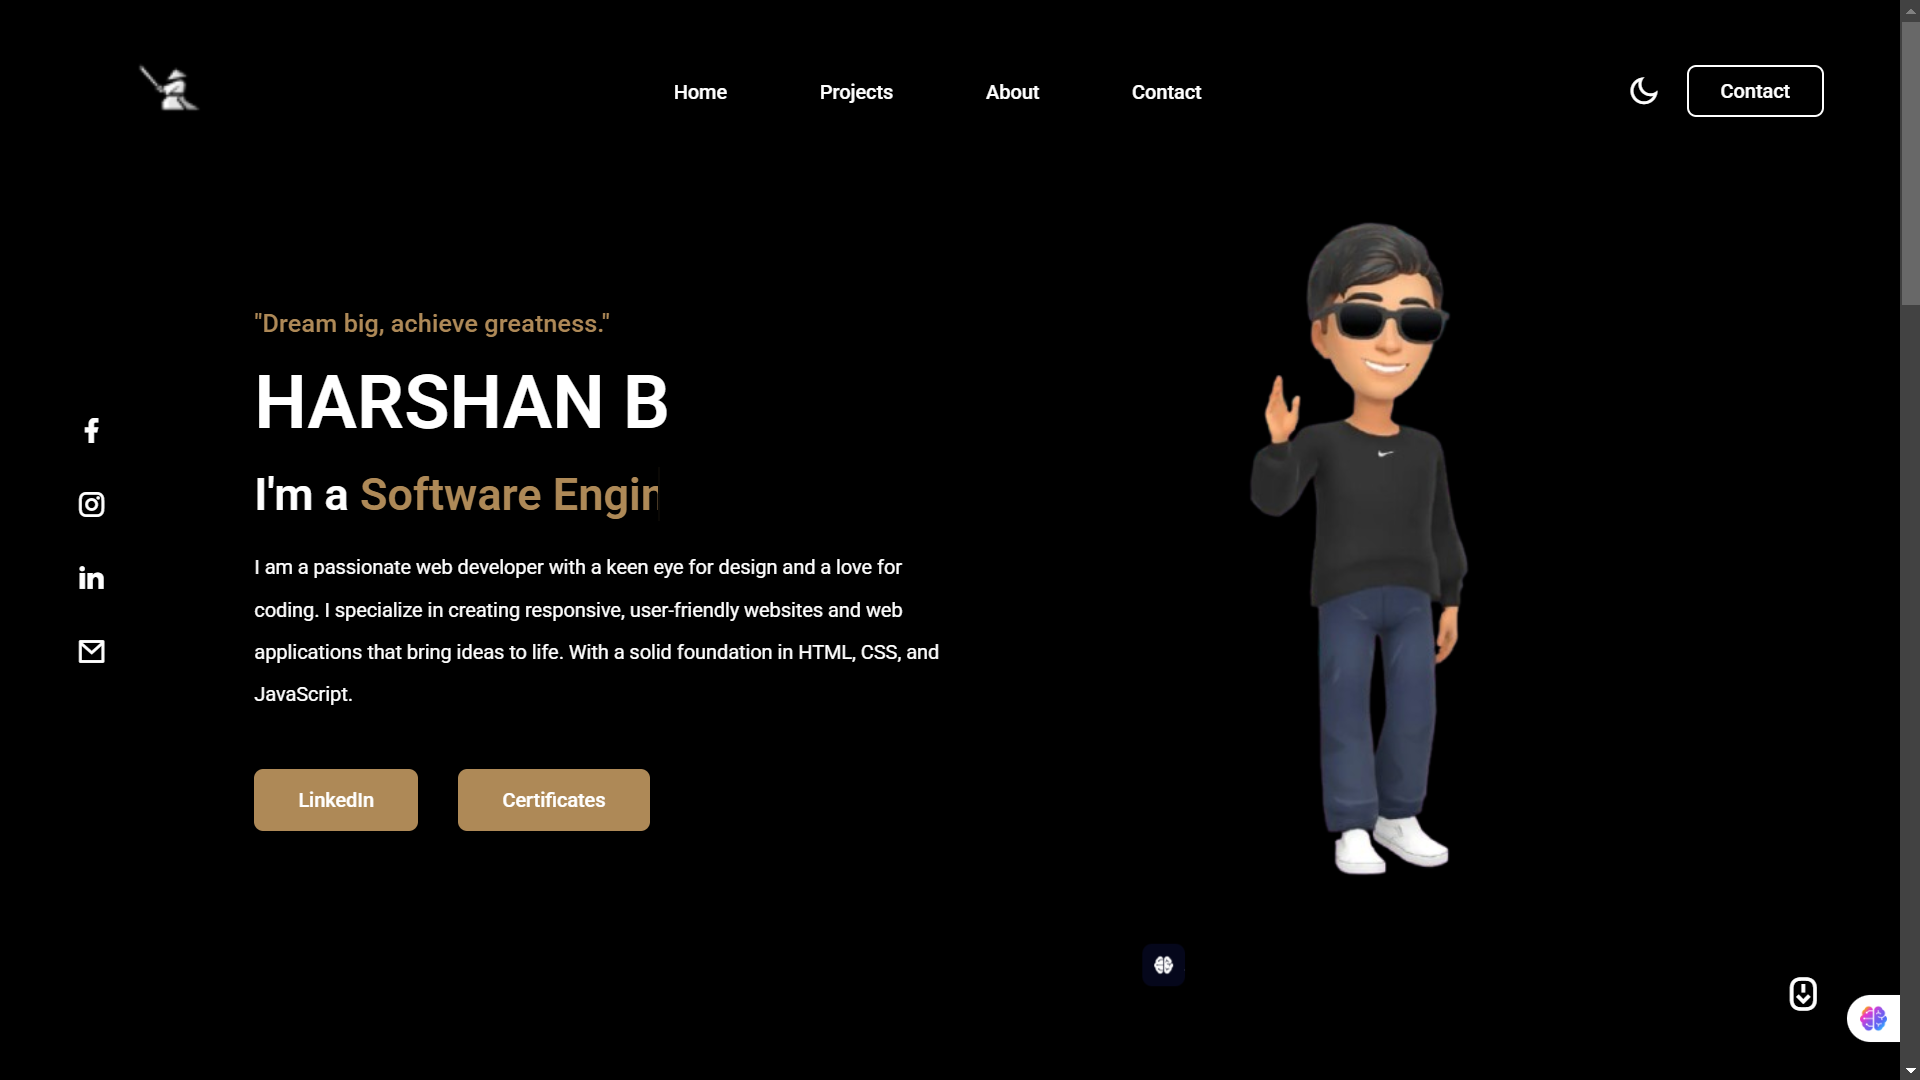 Home Projects About Contact
Contact
"Dream big, achieve greatness."
HARSHAN B
I'm a Software Engin
I am a passionate web developer with a keen eye for design and a love for
coding. I specialize in creating responsive, user-friendly websites and web
applications that bring ideas to life. With a solid foundation in HTML, CSS, and
JavaScript.
LinkedIn Certificates